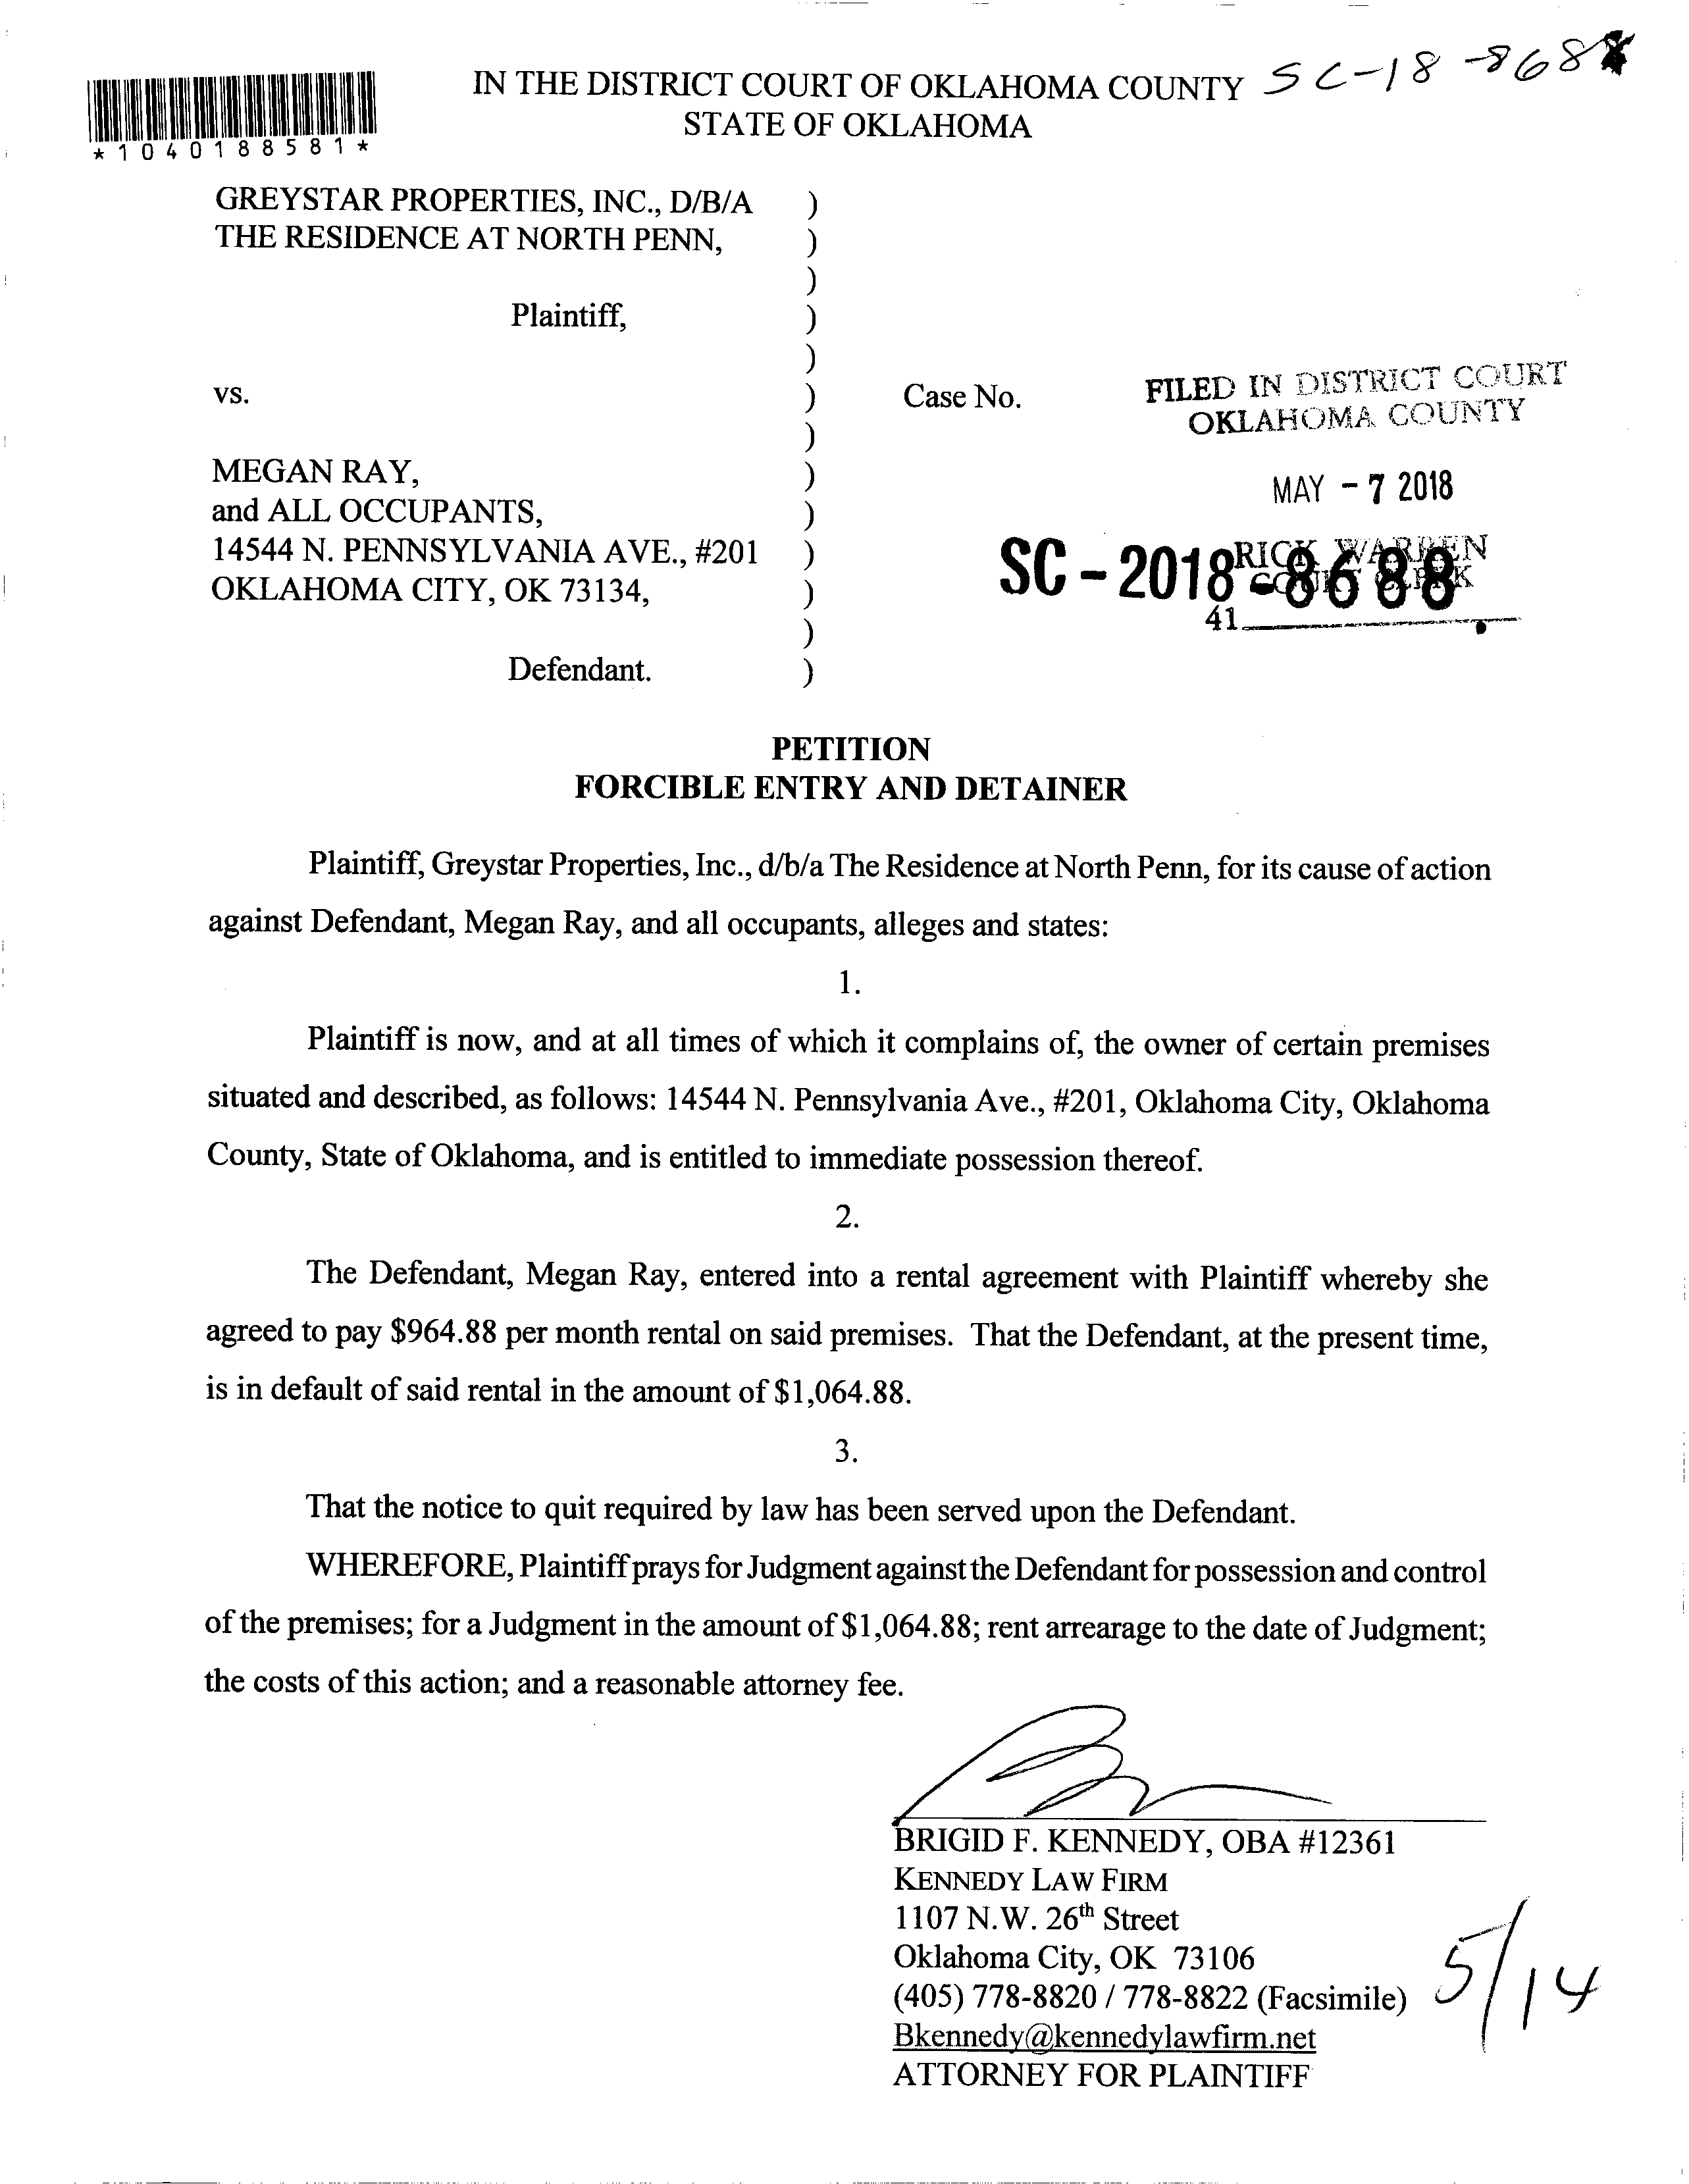 IN THE DISTRICT COURT OF OKLAHOMA COUNTY SC-18-868
STATE OF OKLAHOMA
*1040188581*
GREYSTAR PROPERTIES, INC., D/B/A )
THE RESIDENCE AT NORTH PENN, )
)
Plaintiff, )
)
vs. ) Case No.
)
FILED IN DISTRICT COURT
OKLAHOMA COUNTY
MAY - 7 2018
RICK WARREN
COURT CLERK
SC - 2018 - 8688
41
MEGAN RAY, )
and ALL OCCUPANTS, )
14544 N. PENNSYLVANIA AVE., #201 )
OKLAHOMA CITY, OK 73134, )
)
Defendant. )
PETITION
FORCIBLE ENTRY AND DETAINER
Plaintiff, Greystar Properties, Inc., d/b/a The Residence at North Penn, for its cause of action
against Defendant, Megan Ray, and all occupants, alleges and states:
1.
Plaintiff is now, and at all times of which it complains of, the owner of certain premises
situated and described, as follows: 14544 N. Pennsylvania Ave., #201, Oklahoma City, Oklahoma
County, State of Oklahoma, and is entitled to immediate possession thereof.
2.
The Defendant, Megan Ray, entered into a rental agreement with Plaintiff whereby she
agreed to pay $964.88 per month rental on said premises. That the Defendant, at the present time,
is in default of said rental in the amount of $1,064.88.
3.
That the notice to quit required by law has been served upon the Defendant.
WHEREFORE, Plaintiff prays for Judgment against the Defendant for possession and control
of the premises; for a Judgment in the amount of $1,064.88; rent arrearage to the date of Judgment;
the costs of this action; and a reasonable attorney fee.
BRIGID F. KENNEDY, OBA #12361
KENNEDY LAW FIRM
1107 N.W. 26th Street
Oklahoma City, OK 73106
(405) 778-8820 / 778-8822 (Facsimile)
Bkennedy@kennedylawfirm.net
ATTORNEY FOR PLAINTIFF
5/14